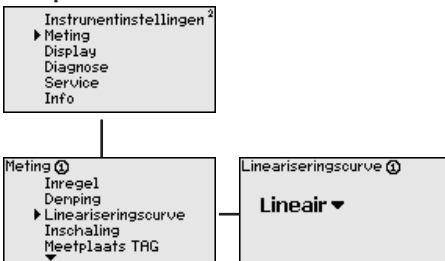 Instrumentinstellingen 2
▶ Meting
Display
Diagnose
Service
Info
Meting ①
Inregel
Demping
▶ Lineariseringscurve
Inschaling
Meetplaats TAG
▼
Lineariseringscurve ①
Lineair ▼